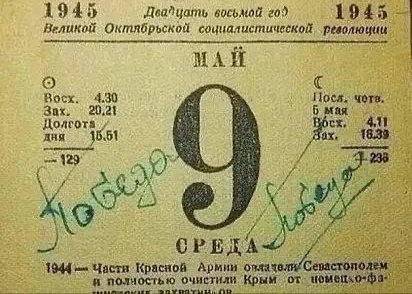 1945 Двадцать восьмой год 1945
Великой Октябрьской социалистической революции
МАЙ
Восх. 4.30
Зах. 20.21
Долгота
дня 15.51
— 129
9
Посл. четв.
5 мая
Восх. 4.11
Зах. 16.39
— 236
Победа
Победа
СРЕДА
1944 — Части Красной Армии овладели Севастополем
и полностью очистили Крым от немецко-фа-